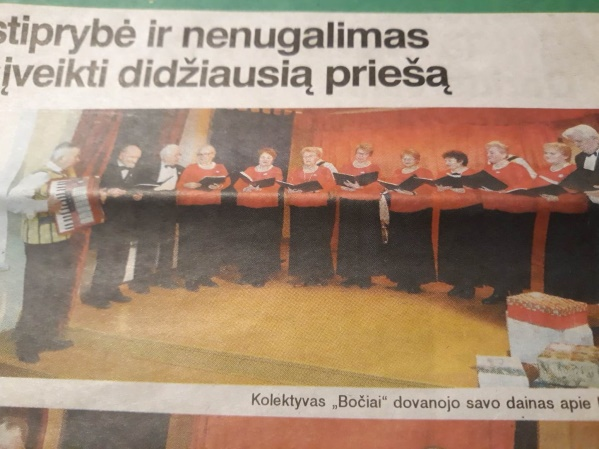 stiprybė ir nenugalimas
įveikti didžiausią priešą
Kolektyvas „Bočiai“ dovanojo savo dainas apie